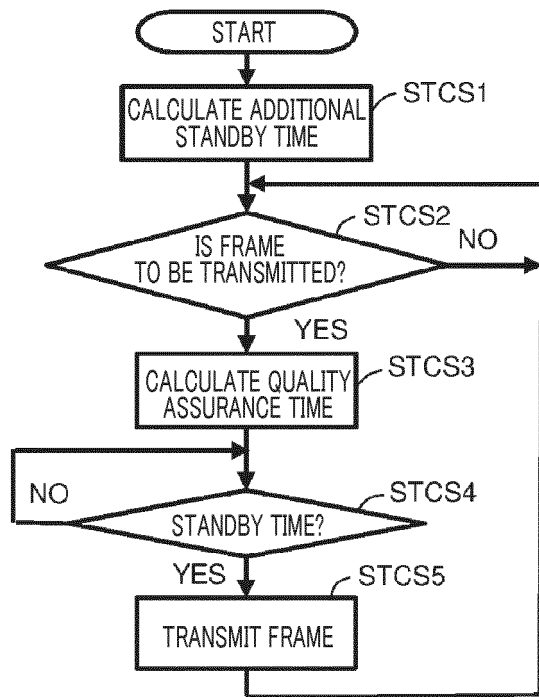 START
STCS1
CALCULATE ADDITIONAL
STANDBY TIME
STCS2
IS FRAME
TO BE TRANSMITTED?
NO
YES
STCS3
CALCULATE QUALITY
ASSURANCE TIME
NO
STCS4
STANDBY TIME?
YES
STCS5
TRANSMIT FRAME